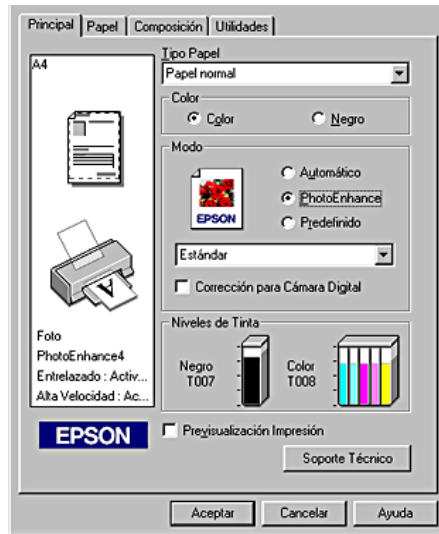 Principal Papel Composición Utilidades
A4
Tipo Papel
Papel normal
Color
Color Negro
Modo
Automático
PhotoEnhance
Predefinido
EPSON
Estándar
Corrección para Cámara Digital
Foto
PhotoEnhance4
Entrelazado : Activ...
Alta Velocidad : Ac...
Niveles de Tinta
Negro
T007
Color
T008
EPSON
Previsualización Impresión
Soporte Técnico
Aceptar Cancelar Ayuda